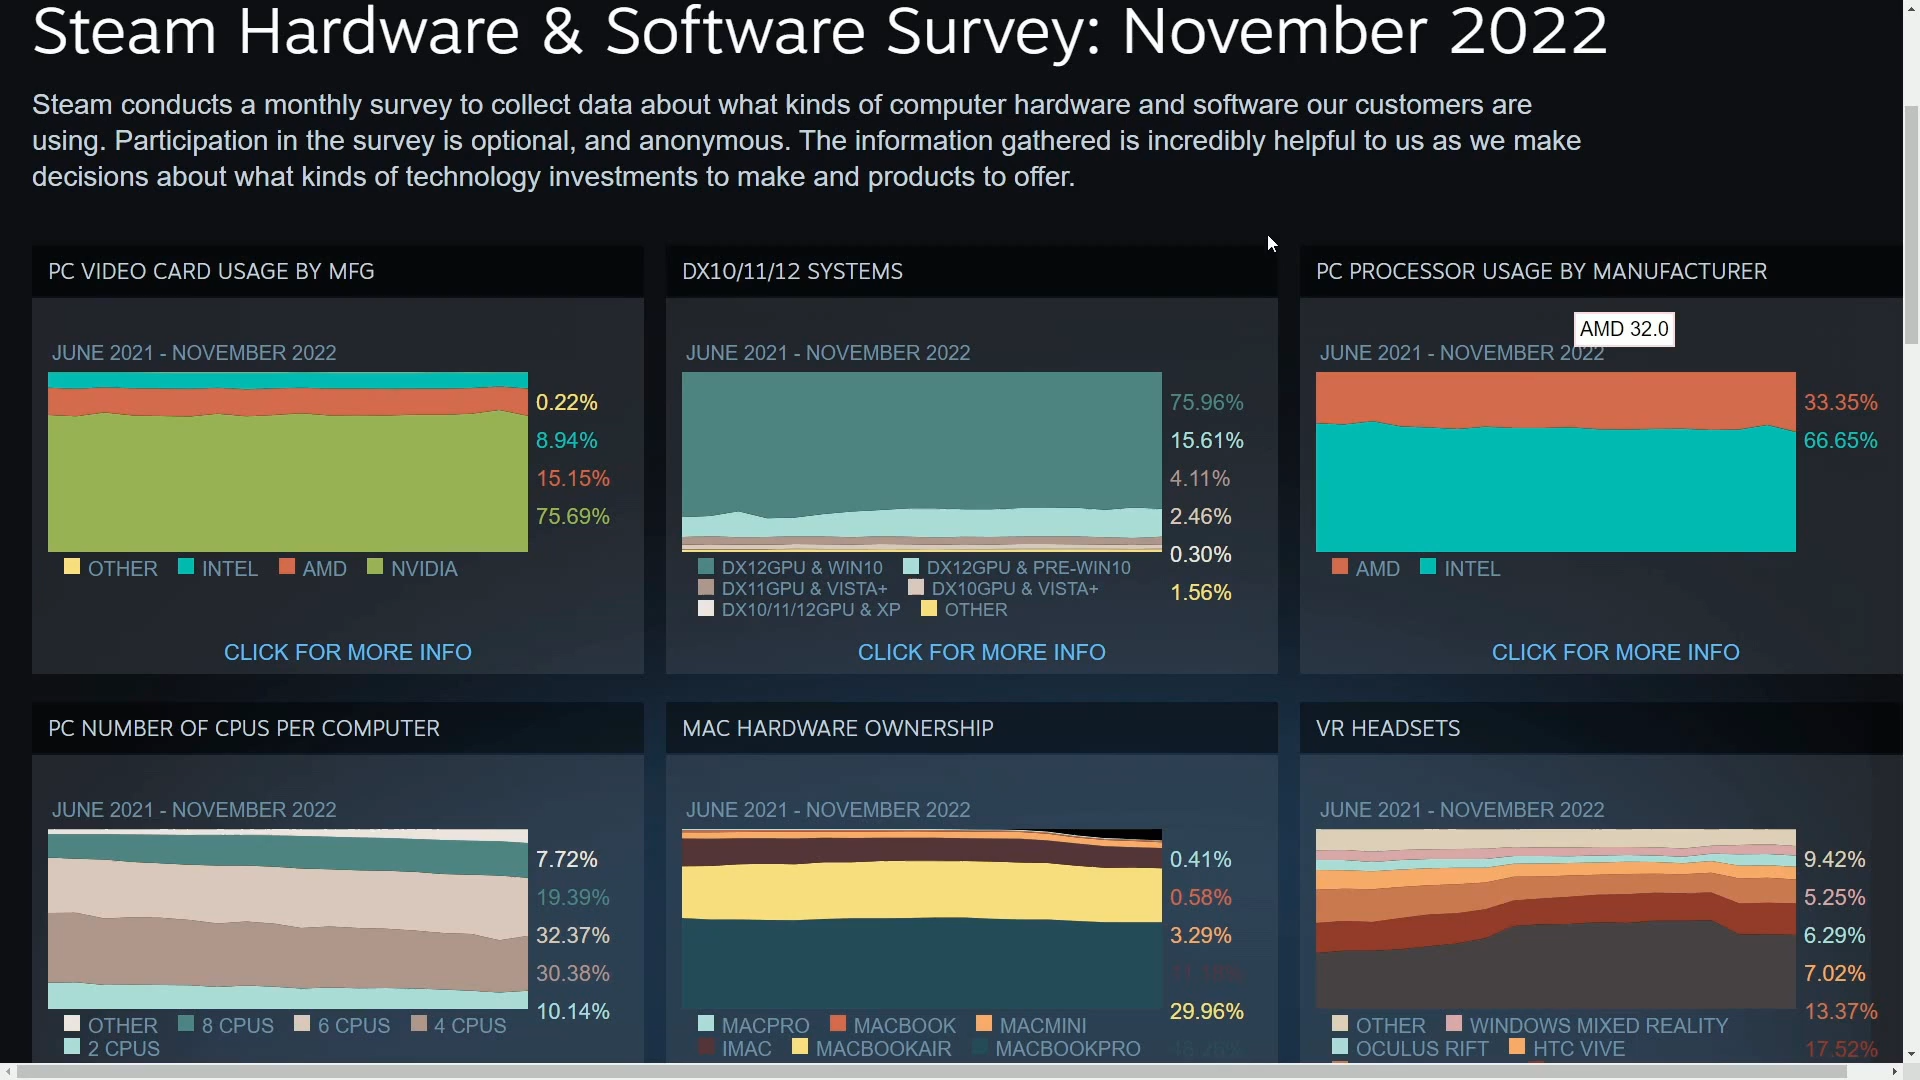 Steam Hardware & Software Survey: November 2022
Steam conducts a monthly survey to collect data about what kinds of computer hardware and software our customers are
using. Participation in the survey is optional, and anonymous. The information gathered is incredibly helpful to us as we make
decisions about what kinds of technology investments to make and products to offer.
PC VIDEO CARD USAGE BY MFG
JUNE 2021 - NOVEMBER 2022
0.22%
8.94%
15.15%
75.69%
OTHER INTEL AMD NVIDIA
CLICK FOR MORE INFO
DX10/11/12 SYSTEMS
JUNE 2021 - NOVEMBER 2022
75.96%
15.61%
4.11%
2.46%
0.30%
1.56%
DX12GPU & WIN10 DX12GPU & PRE-WIN10
DX11GPU & VISTA+ DX10GPU & VISTA+
DX10/11/12GPU & XP OTHER
CLICK FOR MORE INFO
PC PROCESSOR USAGE BY MANUFACTURER
AMD 32.0
JUNE 2021 - NOVEMBER 2022
33.35%
66.65%
AMD INTEL
CLICK FOR MORE INFO
PC NUMBER OF CPUS PER COMPUTER
JUNE 2021 - NOVEMBER 2022
7.72%
19.39%
32.37%
30.38%
10.14%
OTHER 8 CPUS 6 CPUS 4 CPUS
2 CPUS
MAC HARDWARE OWNERSHIP
JUNE 2021 - NOVEMBER 2022
0.41%
0.58%
3.29%
29.96%
MACPRO MACBOOK MACMINI
IMAC MACBOOKAIR MACBOOKPRO
VR HEADSETS
JUNE 2021 - NOVEMBER 2022
9.42%
5.25%
6.29%
7.02%
13.37%
17.52%
OTHER WINDOWS MIXED REALITY
OCULUS RIFT HTC VIVE